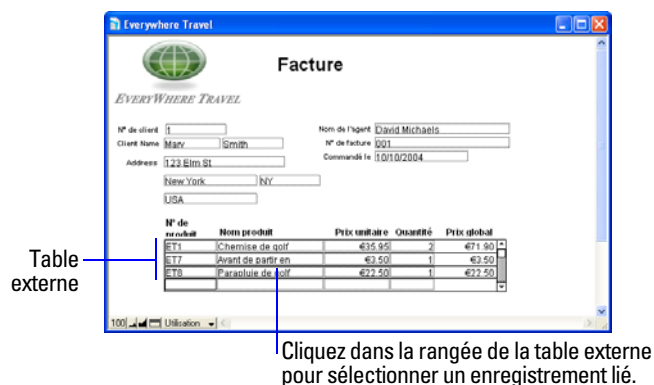 Everywhere Travel
Facture
EVERYWHERE TRAVEL
N° de client 1 Nom de l'agent David Michaels
Client Name Mary Smith N° de facture 001
Address 123 Elm St Commandé le 10/10/2004
New York NY
USA
N° de produit Nom produit Prix unitaire Quantité Prix global
ET1 Chemise de golf €35.95 2 €71.90
ET7 Avant de partir en €3.50 1 €3.50
ET8 Parapluie de golf €22.50 1 €22.50
Table externe
100 Utilisation
Cliquez dans la rangée de la table externe
pour sélectionner un enregistrement lié.